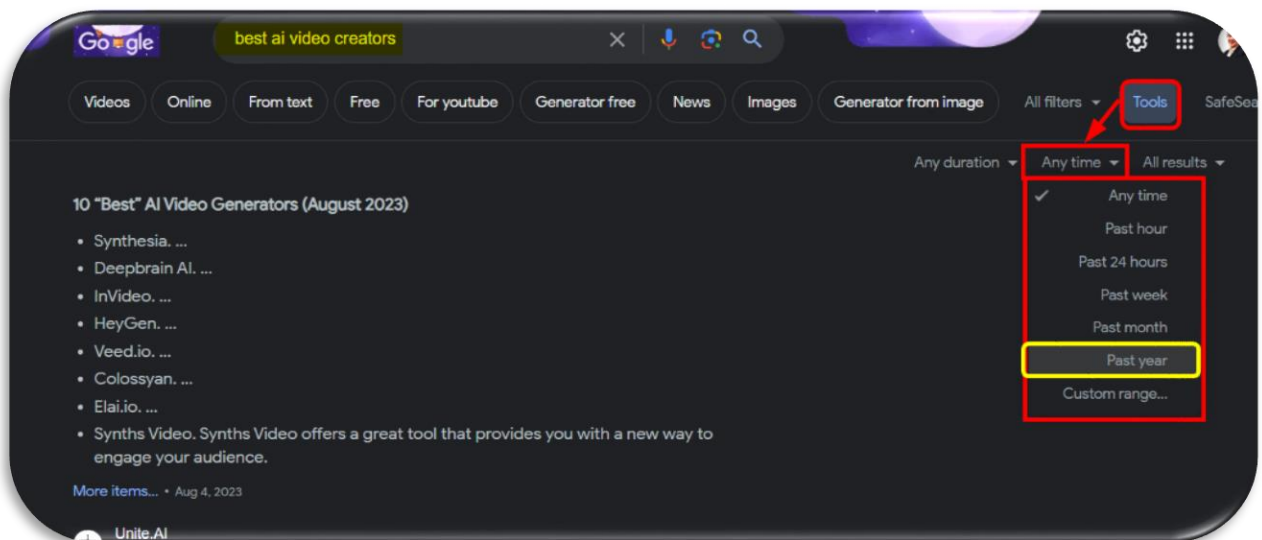 Google
best ai video creators
Videos Online From text Free For youtube Generator free News Images Generator from image All filters Tools SafeSea
Any duration Any time All results
Any time
Past hour
Past 24 hours
Past week
Past month
Past year
Custom range...
10 “Best” AI Video Generators (August 2023)
• Synthesia. ...
• Deepbrain AI. ...
• InVideo. ...
• HeyGen. ...
• Veed.io. ...
• Colossyan. ...
• Elai.io. ...
• Synths Video. Synths Video offers a great tool that provides you with a new way to
engage your audience.
More items... • Aug 4, 2023
Unite.AI